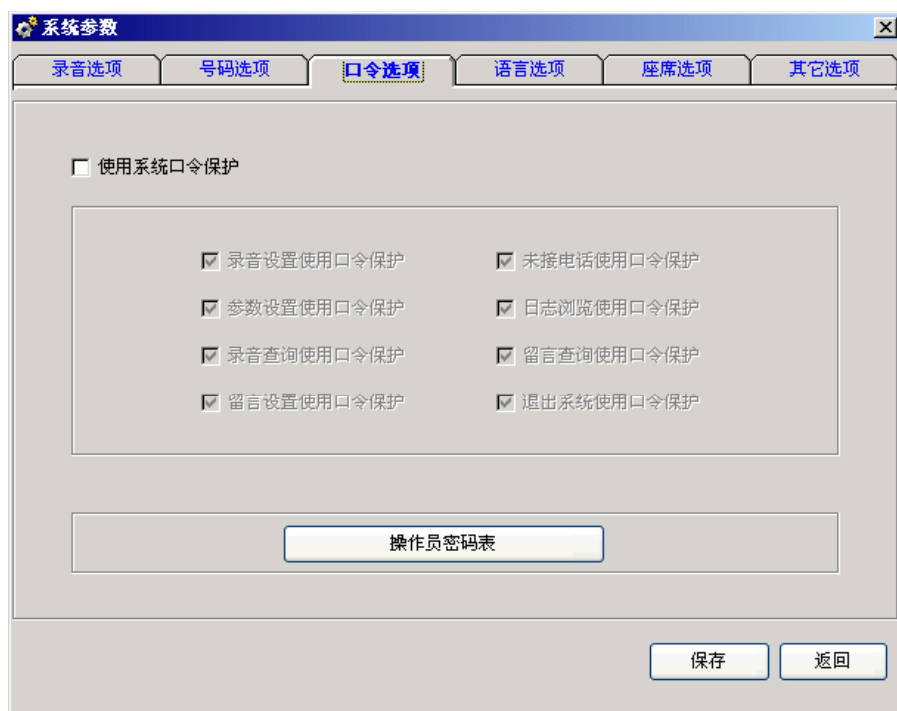 系统参数
录音选项 号码选项 口令选项 语言选项 座席选项 其它选项
使用系统口令保护
录音设置使用口令保护 未接电话使用口令保护
参数设置使用口令保护 日志浏览使用口令保护
录音查询使用口令保护 留言查询使用口令保护
留言设置使用口令保护 退出系统使用口令保护
操作员密码表
保存 返回